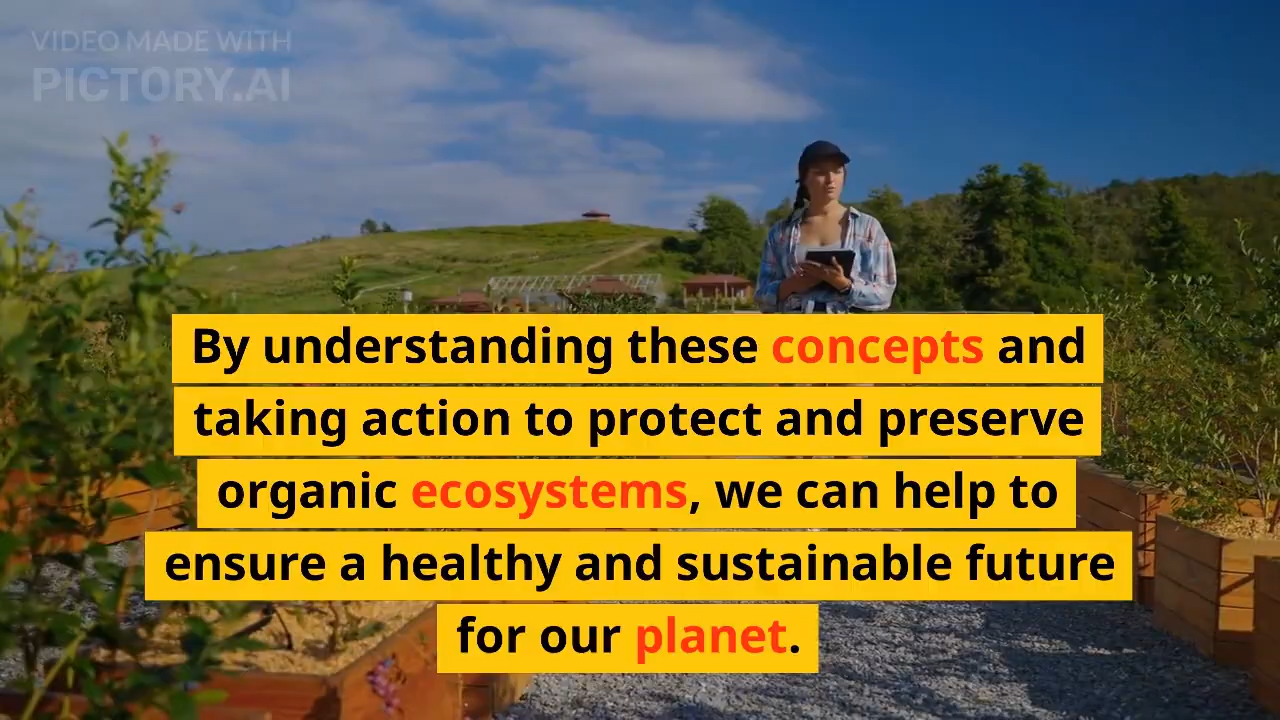 VIDEO MADE WITH
PICTORY.AI
By understanding these concepts and
taking action to protect and preserve
organic ecosystems, we can help to
ensure a healthy and sustainable future
for our planet.